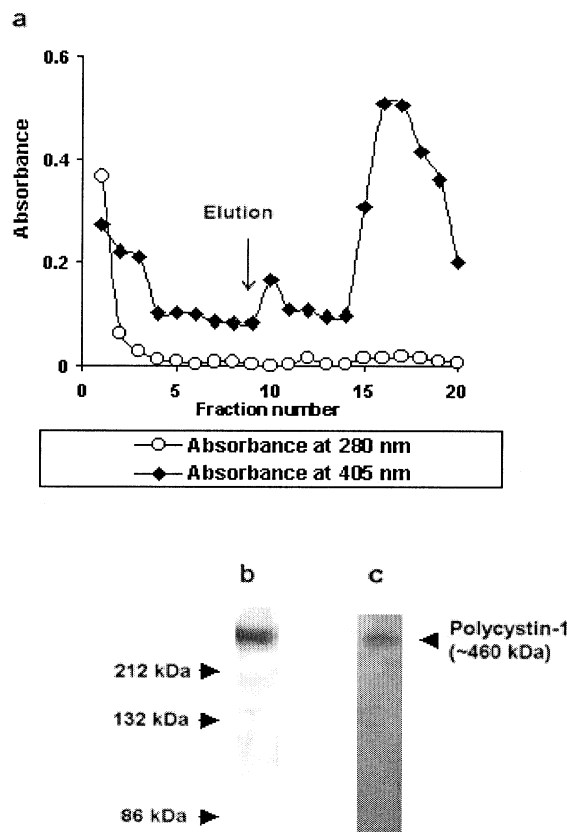 a
0.6
0.4
0.2
0
Absorbance
Elution
0 5 10 15 20
Fraction number
Absorbance at 280 nm
Absorbance at 405 nm
b c
Polycystin-1
(~460 kDa)
212 kDa
132 kDa
86 kDa